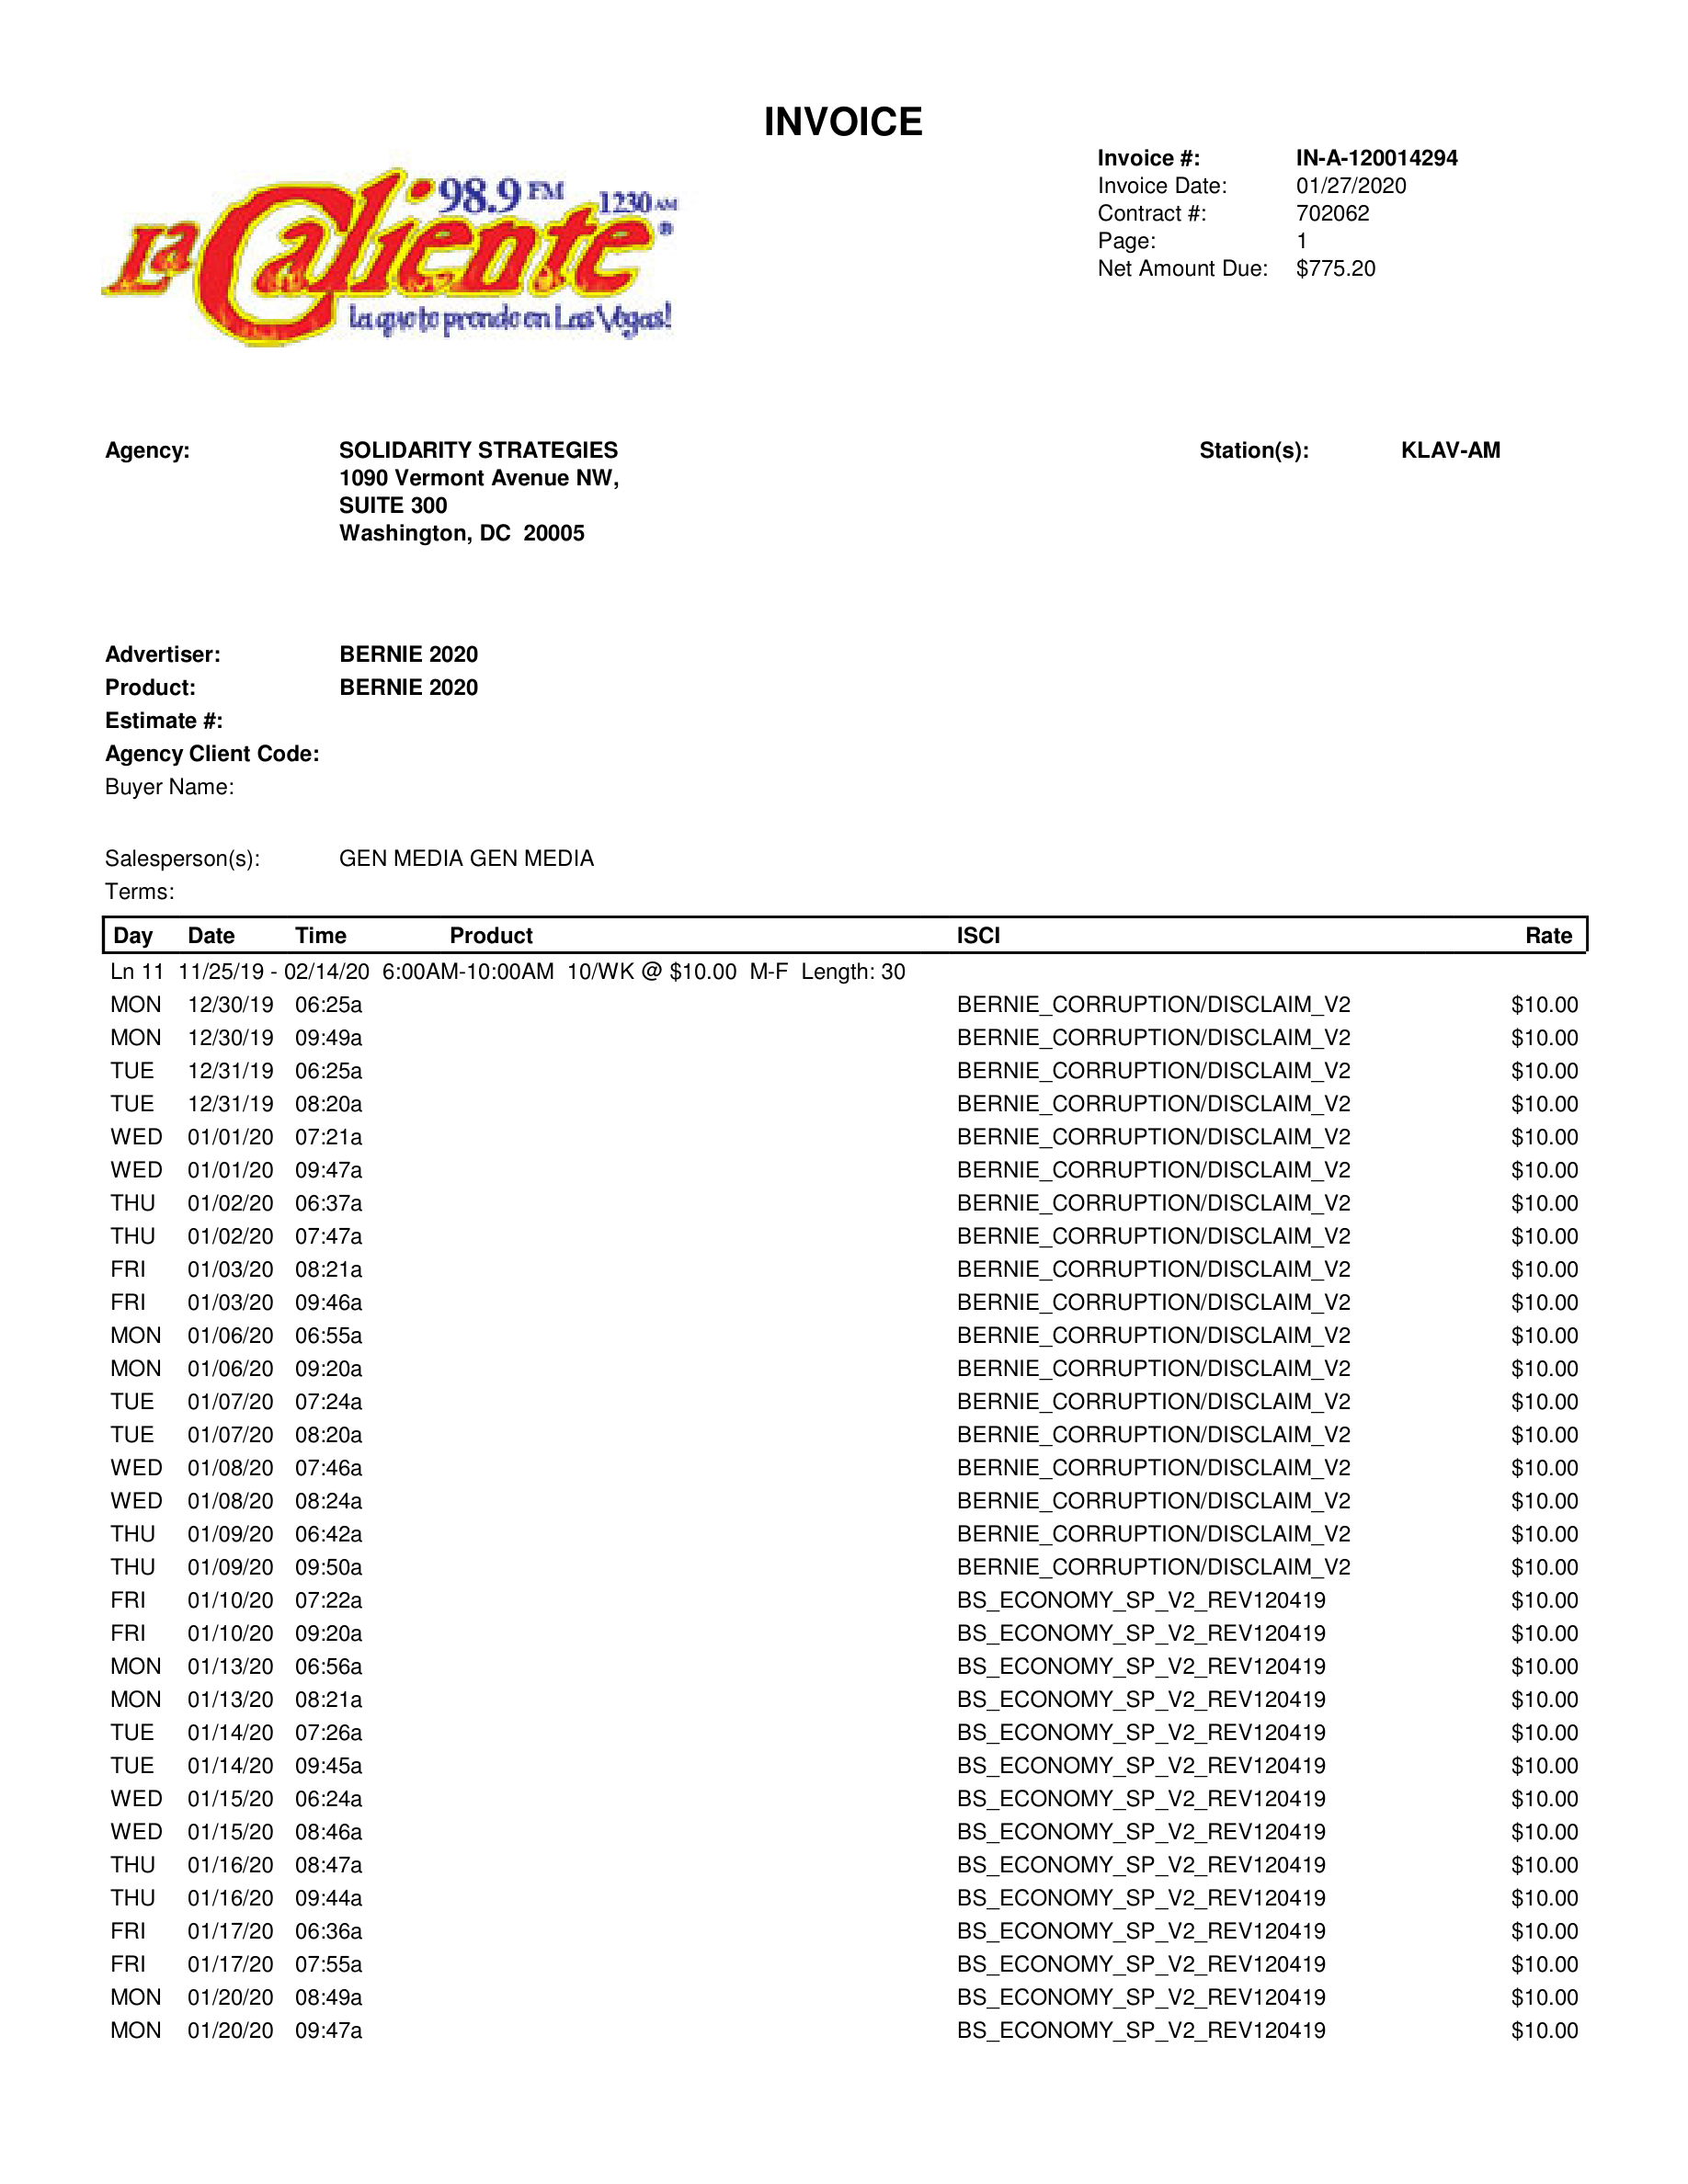 INVOICE
Invoice #: IN-A-120014294
Invoice Date: 01/27/2020
Contract #: 702062
Page: 1
Net Amount Due: $775.20
98.9 FM 1230 AM
La Caliente ®
La que te prende en Las Vegas!
Agency: SOLIDARITY STRATEGIES Station(s): KLAV-AM
1090 Vermont Avenue NW,
SUITE 300
Washington, DC 20005
Advertiser: BERNIE 2020
Product: BERNIE 2020
Estimate #:
Agency Client Code:
Buyer Name:
Salesperson(s): GEN MEDIA GEN MEDIA
Terms:
Day Date Time Product ISCI Rate
Ln 11 11/25/19 - 02/14/20 6:00AM-10:00AM 10/WK @ $10.00 M-F Length: 30
MON 12/30/19 06:25a BERNIE_CORRUPTION/DISCLAIM_V2 $10.00
MON 12/30/19 09:49a BERNIE_CORRUPTION/DISCLAIM_V2 $10.00
TUE 12/31/19 06:25a BERNIE_CORRUPTION/DISCLAIM_V2 $10.00
TUE 12/31/19 08:20a BERNIE_CORRUPTION/DISCLAIM_V2 $10.00
WED 01/01/20 07:21a BERNIE_CORRUPTION/DISCLAIM_V2 $10.00
WED 01/01/20 09:47a BERNIE_CORRUPTION/DISCLAIM_V2 $10.00
THU 01/02/20 06:37a BERNIE_CORRUPTION/DISCLAIM_V2 $10.00
THU 01/02/20 07:47a BERNIE_CORRUPTION/DISCLAIM_V2 $10.00
FRI 01/03/20 08:21a BERNIE_CORRUPTION/DISCLAIM_V2 $10.00
FRI 01/03/20 09:46a BERNIE_CORRUPTION/DISCLAIM_V2 $10.00
MON 01/06/20 06:55a BERNIE_CORRUPTION/DISCLAIM_V2 $10.00
MON 01/06/20 09:20a BERNIE_CORRUPTION/DISCLAIM_V2 $10.00
TUE 01/07/20 07:24a BERNIE_CORRUPTION/DISCLAIM_V2 $10.00
TUE 01/07/20 08:20a BERNIE_CORRUPTION/DISCLAIM_V2 $10.00
WED 01/08/20 07:46a BERNIE_CORRUPTION/DISCLAIM_V2 $10.00
WED 01/08/20 08:24a BERNIE_CORRUPTION/DISCLAIM_V2 $10.00
THU 01/09/20 06:42a BERNIE_CORRUPTION/DISCLAIM_V2 $10.00
THU 01/09/20 09:50a BERNIE_CORRUPTION/DISCLAIM_V2 $10.00
FRI 01/10/20 07:22a BS_ECONOMY_SP_V2_REV120419 $10.00
FRI 01/10/20 09:20a BS_ECONOMY_SP_V2_REV120419 $10.00
MON 01/13/20 06:56a BS_ECONOMY_SP_V2_REV120419 $10.00
MON 01/13/20 08:21a BS_ECONOMY_SP_V2_REV120419 $10.00
TUE 01/14/20 07:26a BS_ECONOMY_SP_V2_REV120419 $10.00
TUE 01/14/20 09:45a BS_ECONOMY_SP_V2_REV120419 $10.00
WED 01/15/20 06:24a BS_ECONOMY_SP_V2_REV120419 $10.00
WED 01/15/20 08:46a BS_ECONOMY_SP_V2_REV120419 $10.00
THU 01/16/20 08:47a BS_ECONOMY_SP_V2_REV120419 $10.00
THU 01/16/20 09:44a BS_ECONOMY_SP_V2_REV120419 $10.00
FRI 01/17/20 06:36a BS_ECONOMY_SP_V2_REV120419 $10.00
FRI 01/17/20 07:55a BS_ECONOMY_SP_V2_REV120419 $10.00
MON 01/20/20 08:49a BS_ECONOMY_SP_V2_REV120419 $10.00
MON 01/20/20 09:47a BS_ECONOMY_SP_V2_REV120419 $10.00